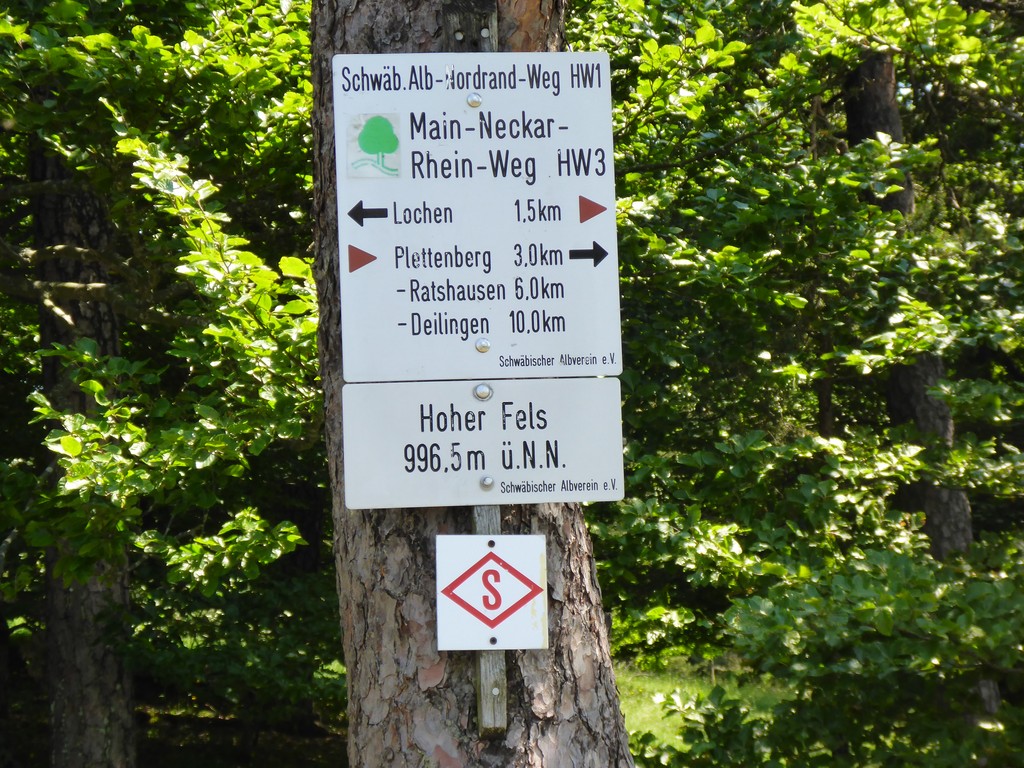 Schwäb. Alb-Nordrand-Weg HW1
Main-Neckar-
Rhein-Weg HW3
Lochen 1,5km
Plettenberg 3,0km
-Ratshausen 6,0km
-Deilingen 10,0km
Schwäbischer Albverein e.V.
Hoher Fels
996,5m ü.N.N.
Schwäbischer Albverein e.V.
S